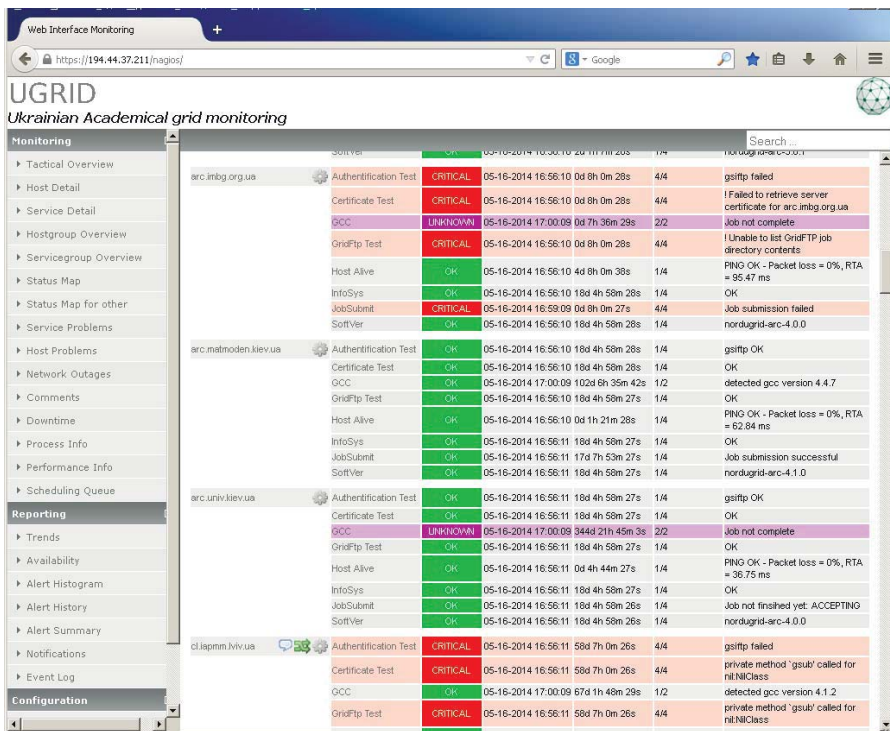 Web Interface Monitoring
https://194.44.37.211/nagios/
Google
UGRID
Ukrainian Academical grid monitoring
Search ...
Monitoring
Tactical Overview
Host Detail
Service Detail
Hostgroup Overview
Servicegroup Overview
Status Map
Status Map for other
Service Problems
Host Problems
Network Outages
Comments
Downtime
Process Info
Performance Info
Scheduling Queue
Reporting
Trends
Availability
Alert Histogram
Alert History
Alert Summary
Notifications
Event Log
Configuration
arc.imbg.org.ua Authentification Test CRITICAL 05-16-2014 16:56:10 0d 8h 0m 28s 4/4 gsiftp failed
Certificate Test CRITICAL 05-16-2014 16:56:10 0d 8h 0m 28s 4/4 ! Failed to retrieve server
certificate for arc.imbg.org.ua
GCC UNKNOWN 05-16-2014 17:00:09 0d 7h 36m 29s 2/2 Job not complete
GridFtp Test CRITICAL 05-16-2014 16:56:10 0d 8h 0m 28s 4/4 ! Unable to list GridFTP job
directory contents
Host Alive OK 05-16-2014 16:56:10 4d 8h 0m 38s 1/4 PING OK - Packet loss = 0%, RTA
= 95.47 ms
InfoSys OK 05-16-2014 16:56:10 18d 4h 58m 28s 1/4 OK
JobSubmit CRITICAL 05-16-2014 16:59:09 0d 8h 0m 27s 4/4 Job submission failed
SoftVer OK 05-16-2014 16:56:10 18d 4h 58m 28s 1/4 nordugrid-arc-4.0.0
arc.matmoden.kiev.ua Authentification Test OK 05-16-2014 16:56:10 18d 4h 58m 28s 1/4 gsiftp OK
Certificate Test OK 05-16-2014 16:56:10 18d 4h 58m 28s 1/4 OK
GCC OK 05-16-2014 17:00:09 102d 6h 35m 42s 1/2 detected gcc version 4.4.7
GridFtp Test OK 05-16-2014 16:56:10 18d 4h 58m 28s 1/4 OK
Host Alive OK 05-16-2014 16:56:10 0d 1h 21m 28s 1/4 PING OK - Packet loss = 0%, RTA
= 62.84 ms
InfoSys OK 05-16-2014 16:56:11 18d 4h 58m 27s 1/4 OK
JobSubmit OK 05-16-2014 16:56:11 17d 7h 53m 27s 1/4 Job submission successful
SoftVer OK 05-16-2014 16:56:11 18d 4h 58m 27s 1/4 nordugrid-arc-4.1.0
arc.univ.kiev.ua Authentification Test OK 05-16-2014 16:56:11 18d 4h 58m 27s 1/4 gsiftp OK
Certificate Test OK 05-16-2014 16:56:11 18d 4h 58m 27s 1/4 OK
GCC UNKNOWN 05-16-2014 17:00:09 344d 21h 45m 3s 2/2 Job not complete
GridFtp Test OK 05-16-2014 16:56:11 18d 4h 58m 27s 1/4 OK
Host Alive OK 05-16-2014 16:56:11 0d 4h 44m 27s 1/4 PING OK - Packet loss = 0%, RTA
= 36.75 ms
InfoSys OK 05-16-2014 16:56:11 18d 4h 58m 27s 1/4 OK
JobSubmit OK 05-16-2014 16:56:11 18d 4h 58m 26s 1/4 Job not finsihed yet: ACCEPTING
SoftVer OK 05-16-2014 16:56:11 18d 4h 58m 26s 1/4 nordugrid-arc-4.0.0
cl.iapmm.lviv.ua Authentification Test CRITICAL 05-16-2014 16:56:11 58d 7h 0m 26s 4/4 gsiftp failed
Certificate Test CRITICAL 05-16-2014 16:56:11 58d 7h 0m 26s 4/4 private method `gsub' called for
nil:NilClass
GCC OK 05-16-2014 17:00:09 67d 1h 48m 29s 1/2 detected gcc version 4.1.2
GridFtp Test CRITICAL 05-16-2014 16:56:11 58d 7h 0m 26s 4/4 private method `gsub' called for
nil:NilClass